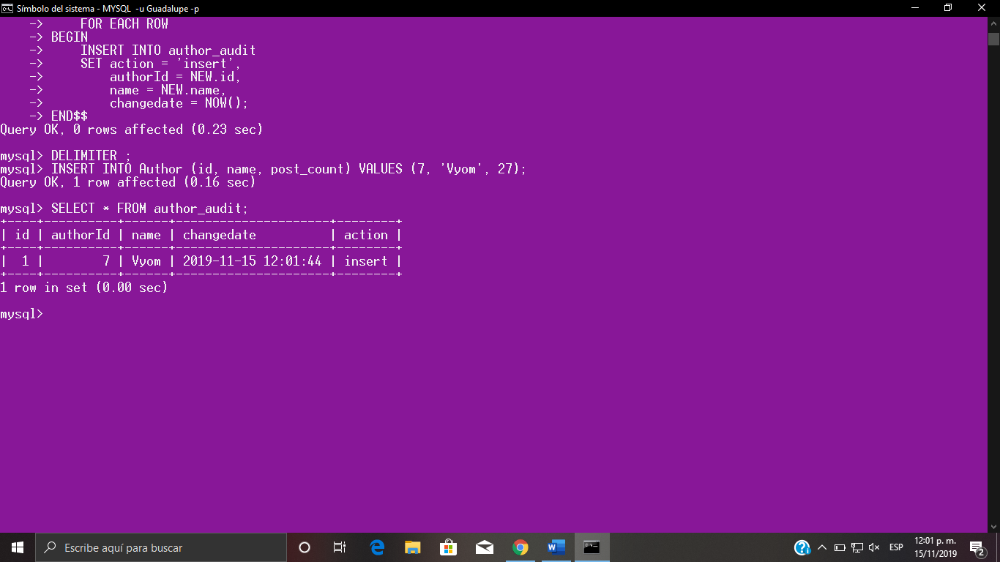 Símbolo del sistema - MYSQL  -u Guadalupe -p
    ->     FOR EACH ROW
    -> BEGIN
    ->     INSERT INTO author_audit
    ->     SET action = 'insert',
    ->         authorId = NEW.id,
    ->         name = NEW.name,
    ->         changedate = NOW();
    -> END$$
Query OK, 0 rows affected (0.23 sec)
mysql> DELIMITER ;
mysql> INSERT INTO Author (id, name, post_count) VALUES (7, 'Vyom', 27);
Query OK, 1 row affected (0.16 sec)
mysql> SELECT * FROM author_audit;
+----+----------+------+---------------------+--------+
| id | authorId | name | changedate          | action |
+----+----------+------+---------------------+--------+
|  1 |        7 | Vyom | 2019-11-15 12:01:44 | insert |
+----+----------+------+---------------------+--------+
1 row in set (0.00 sec)
mysql>
Escribe aquí para buscar
ESP
12:01 p. m.
15/11/2019
2